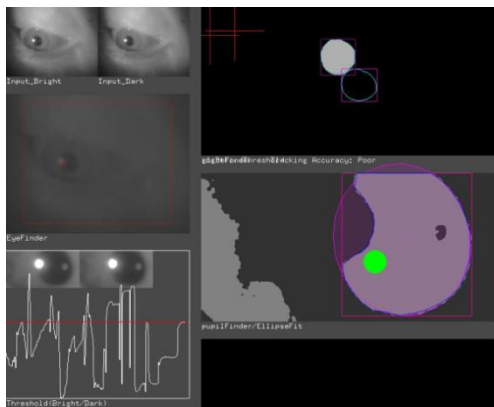 Input_Bright
Input_Dark
Tracking Accuracy: Poor
EyeFinder
pupilFinder/EllipseFit
Threshold(Bright/Dark)